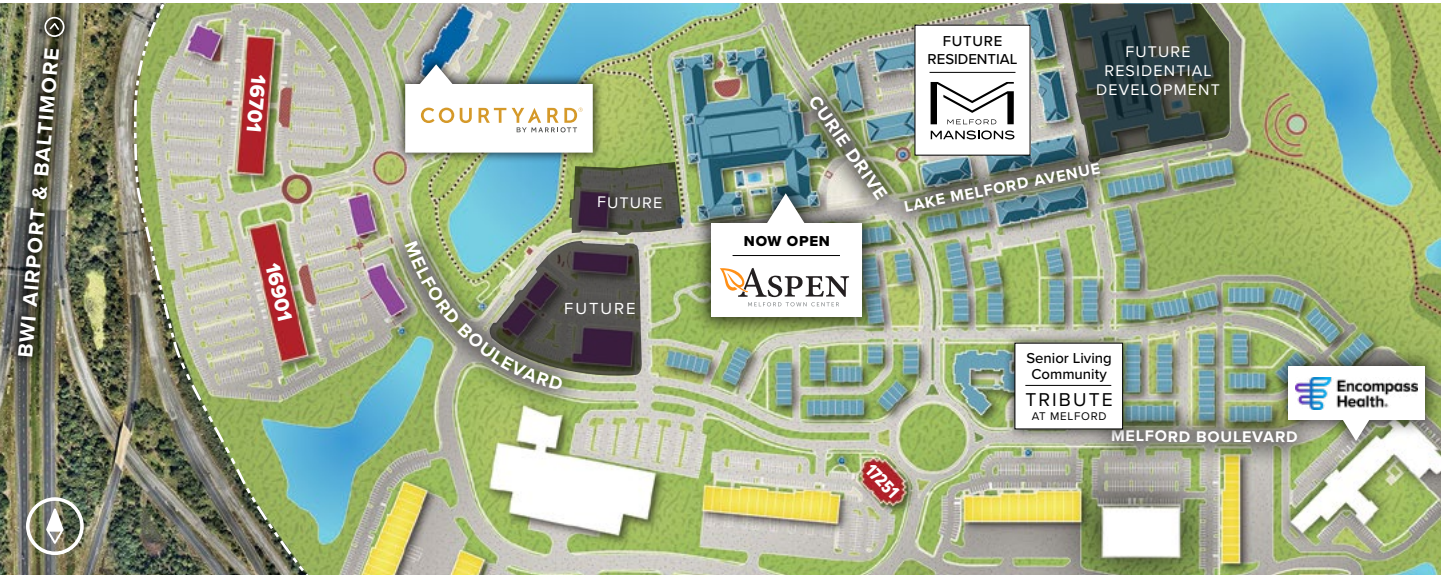 BWI AIRPORT & BALTIMORE
16701
16901
COURTYARD®
BY MARRIOTT
FUTURE
FUTURE
MELFORD BOULEVARD
NOW OPEN
ASPEN
MELFORD TOWN CENTER
CURIE DRIVE
FUTURE
RESIDENTIAL
MELFORD
MANSIONS
FUTURE
RESIDENTIAL
DEVELOPMENT
LAKE MELFORD AVENUE
Senior Living
Community
TRIBUTE
AT MELFORD
Encompass
Health®
MELFORD BOULEVARD
17251